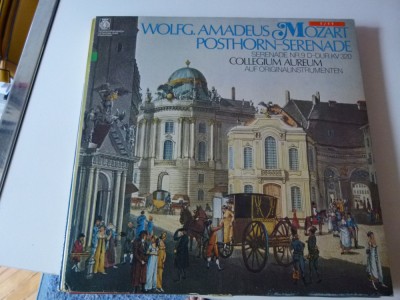 WOLFG. AMADEUS MOZART
POSTHORN-SERENADE
SERENADE NR. 9 D-DUR KV 320
COLLEGIUM AUREUM
AUF ORIGINALINSTRUMENTEN